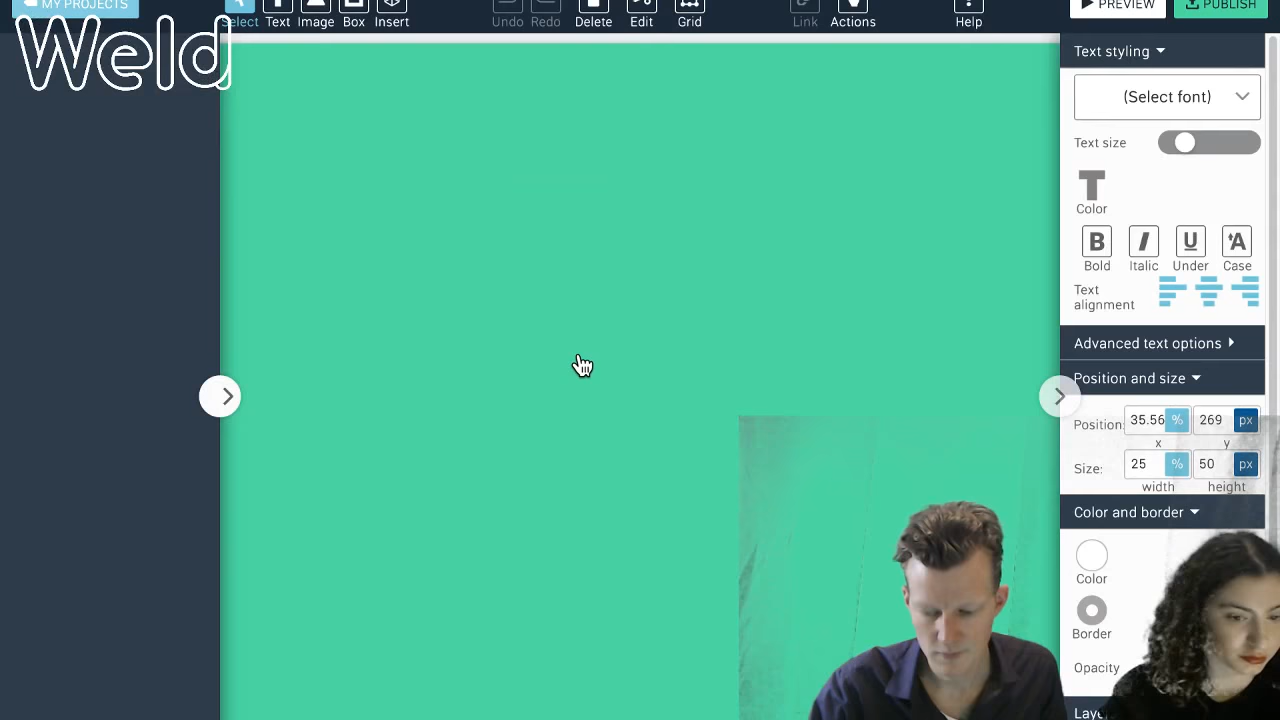 MY PROJECTS
Select Text Image Box Insert Undo Redo Delete Edit Grid Link Actions Help
PREVIEW
PUBLISH
Weld
Text styling
(Select font)
Text size
T
Color
B I U A
Bold Italic Under Case
Text
alignment
Advanced text options
Position and size
Position: 35.56 % 269 px
x y
Size: 25 % 50 px
width height
Color and border
Color
Border
Opacity